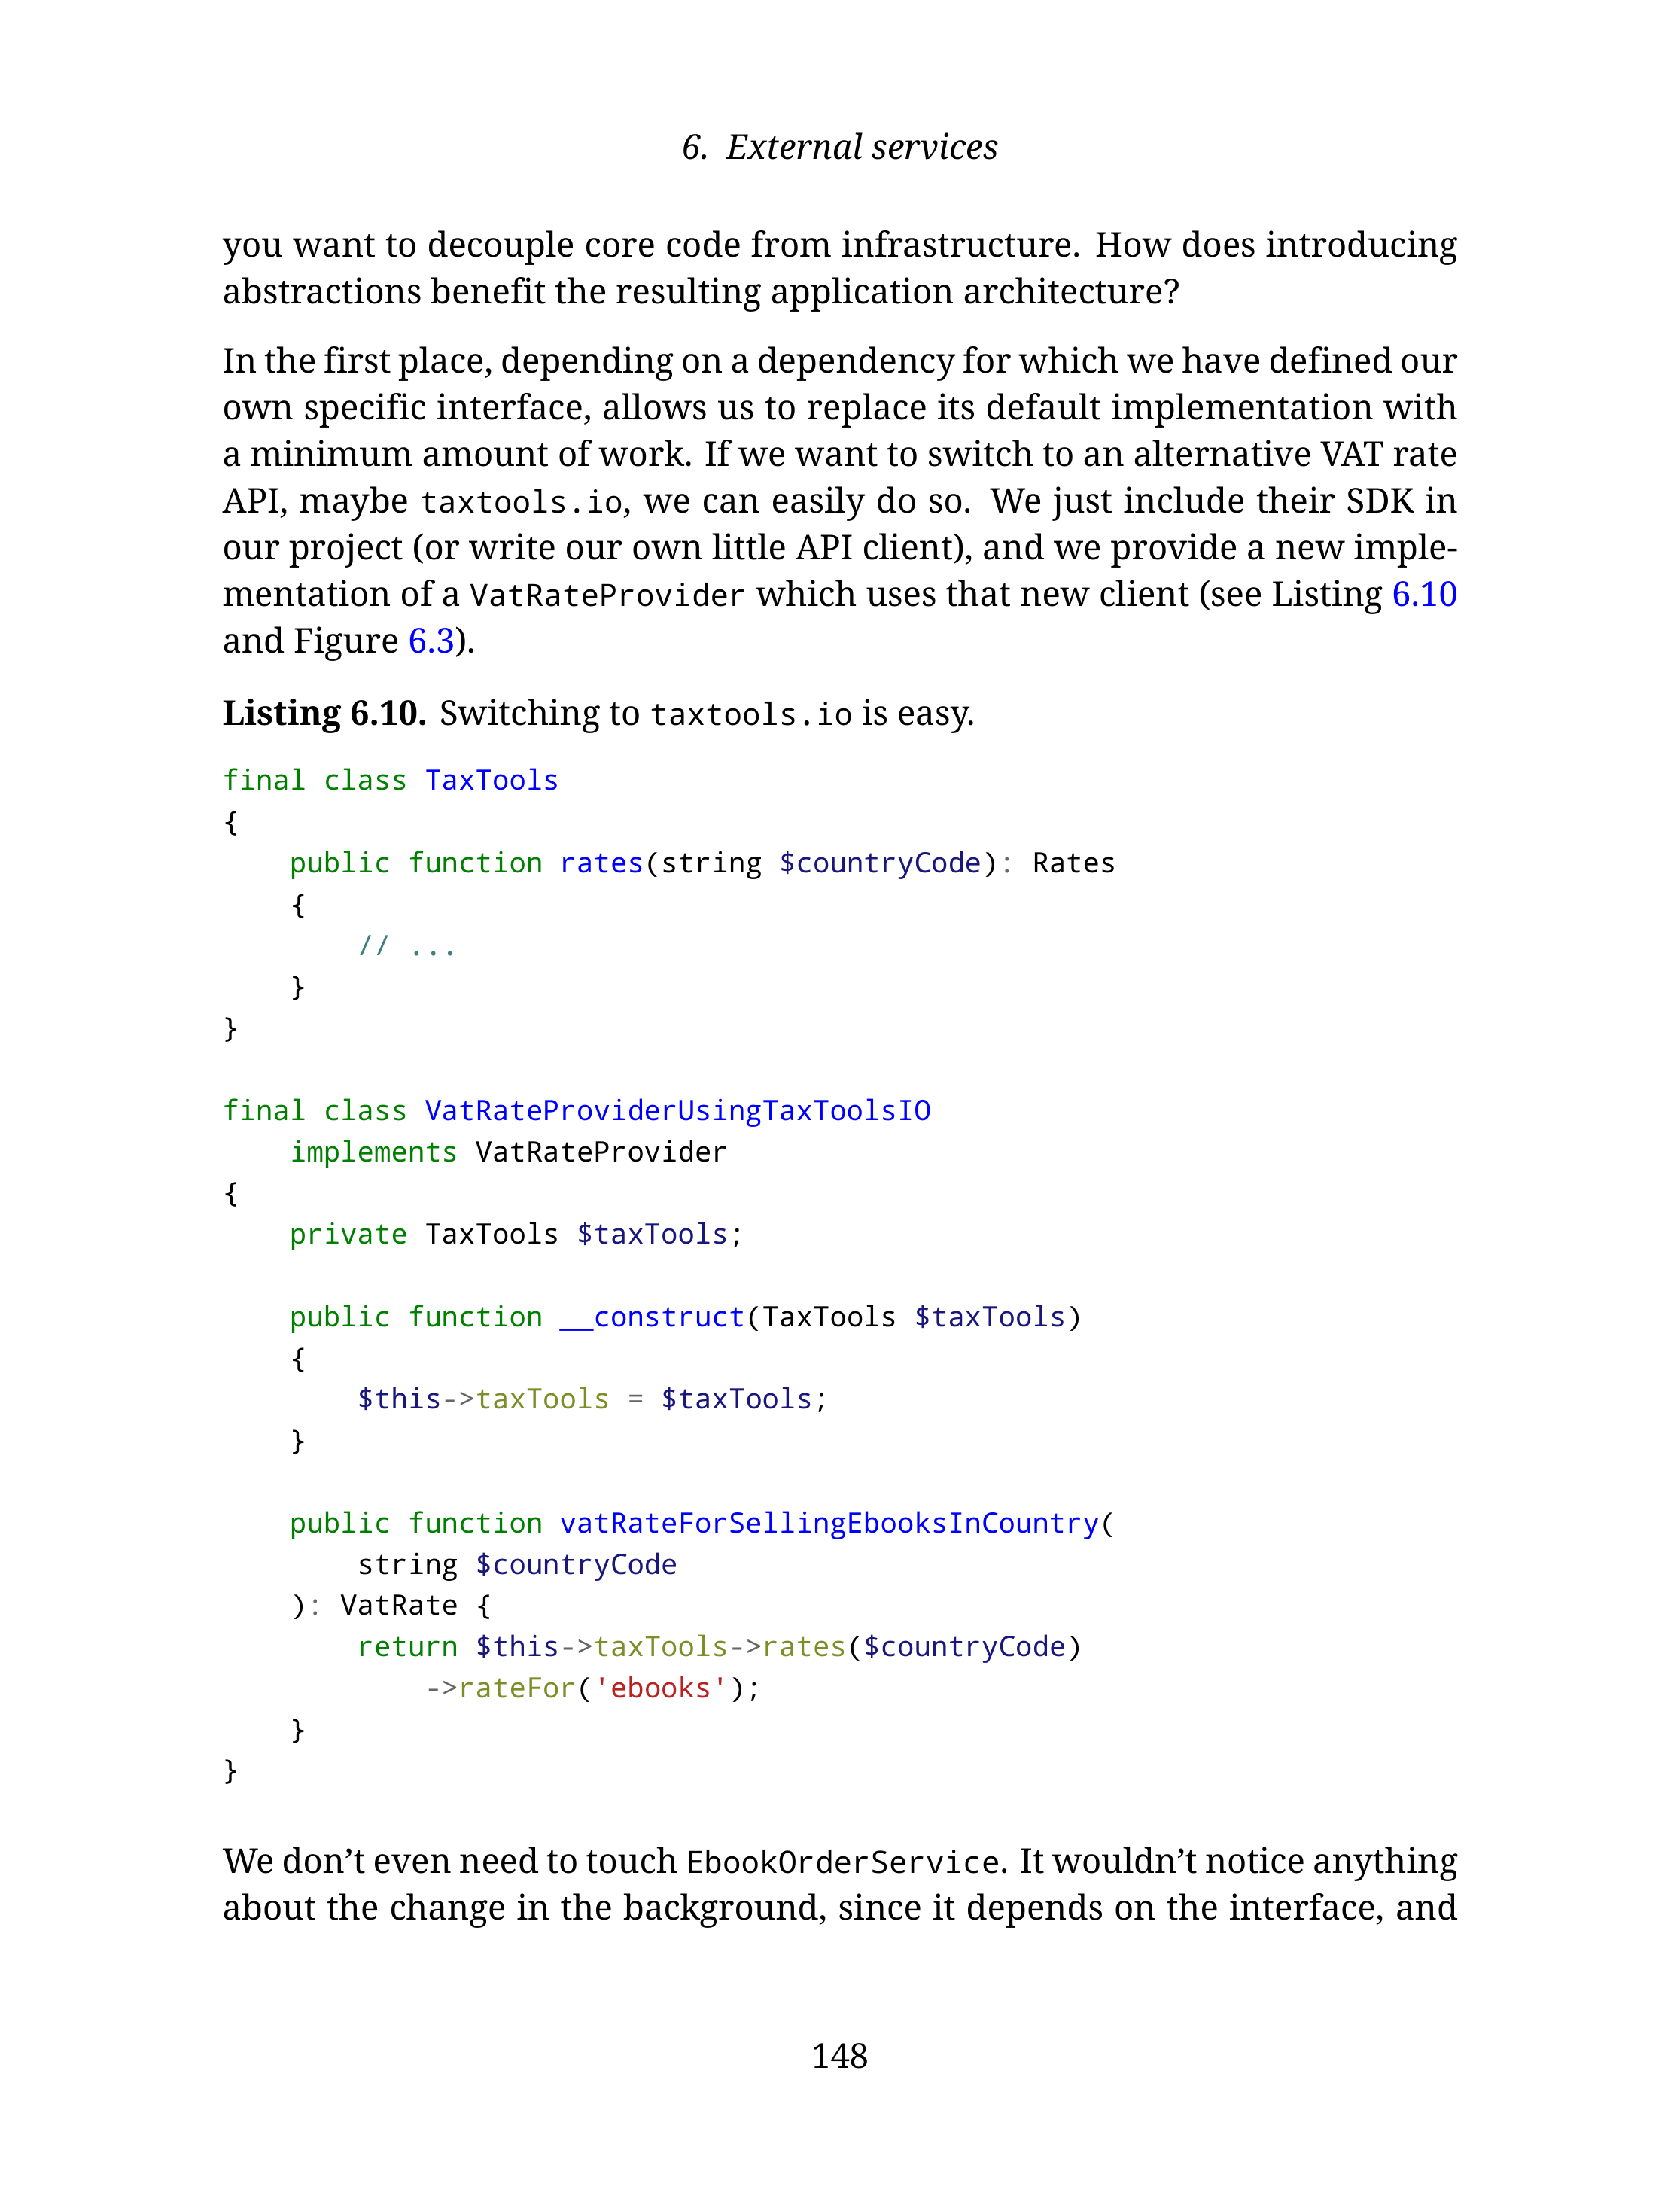 6. External services
you want to decouple core code from infrastructure. How does introducing
abstractions benefit the resulting application architecture?
In the first place, depending on a dependency for which we have defined our
own specific interface, allows us to replace its default implementation with
a minimum amount of work. If we want to switch to an alternative VAT rate
API, maybe taxtools.io, we can easily do so. We just include their SDK in
our project (or write our own little API client), and we provide a new imple-
mentation of a VatRateProvider which uses that new client (see Listing 6.10
and Figure 6.3).
Listing 6.10. Switching to taxtools.io is easy.
final class TaxTools
{
    public function rates(string $countryCode): Rates
    {
        // ...
    }
}

final class VatRateProviderUsingTaxToolsIO
    implements VatRateProvider
{
    private TaxTools $taxTools;

    public function __construct(TaxTools $taxTools)
    {
        $this->taxTools = $taxTools;
    }

    public function vatRateForSellingEbooksInCountry(
        string $countryCode
    ): VatRate {
        return $this->taxTools->rates($countryCode)
            ->rateFor('ebooks');
    }
}
We don’t even need to touch EbookOrderService. It wouldn’t notice anything
about the change in the background, since it depends on the interface, and
148